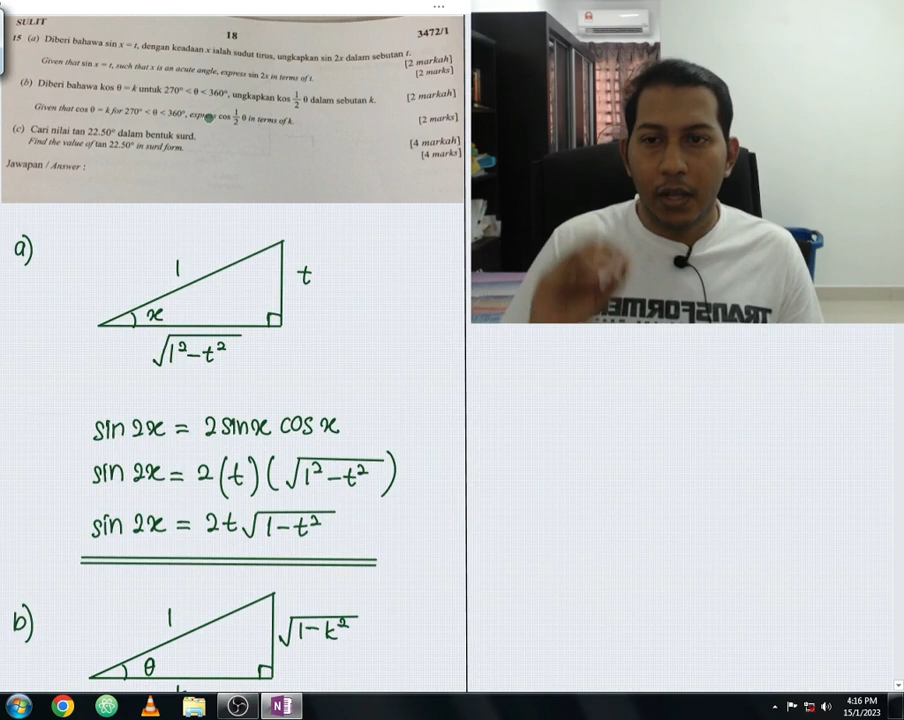 SULIT
18
3472/1
15 (a) Diberi bahawa sin x = t, dengan keadaan x ialah sudut tirus, ungkapkan sin 2x dalam sebutan t.
[2 markah]
Given that sin x = t, such that x is an acute angle, express sin 2x in terms of t.
[2 marks]
(b) Diberi bahawa kos θ = k untuk 270° < θ < 360°, ungkapkan kos 1/2 θ dalam sebutan k.
[2 markah]
Given that cos θ = k for 270° < θ < 360°, express cos 1/2 θ in terms of k.
[2 marks]
(c) Cari nilai tan 22.50° dalam bentuk surd.
[4 markah]
Find the value of tan 22.50° in surd form.
[4 marks]
Jawapan / Answer :
a)
1
t
x
√1²-t²
sin 2x = 2 sin x cos x
sin 2x = 2(t)(√1²-t²)
sin 2x = 2t√1-t²
b)
1
√1-k²
θ
TRANSFORMERS
4:16 PM
15/1/2023